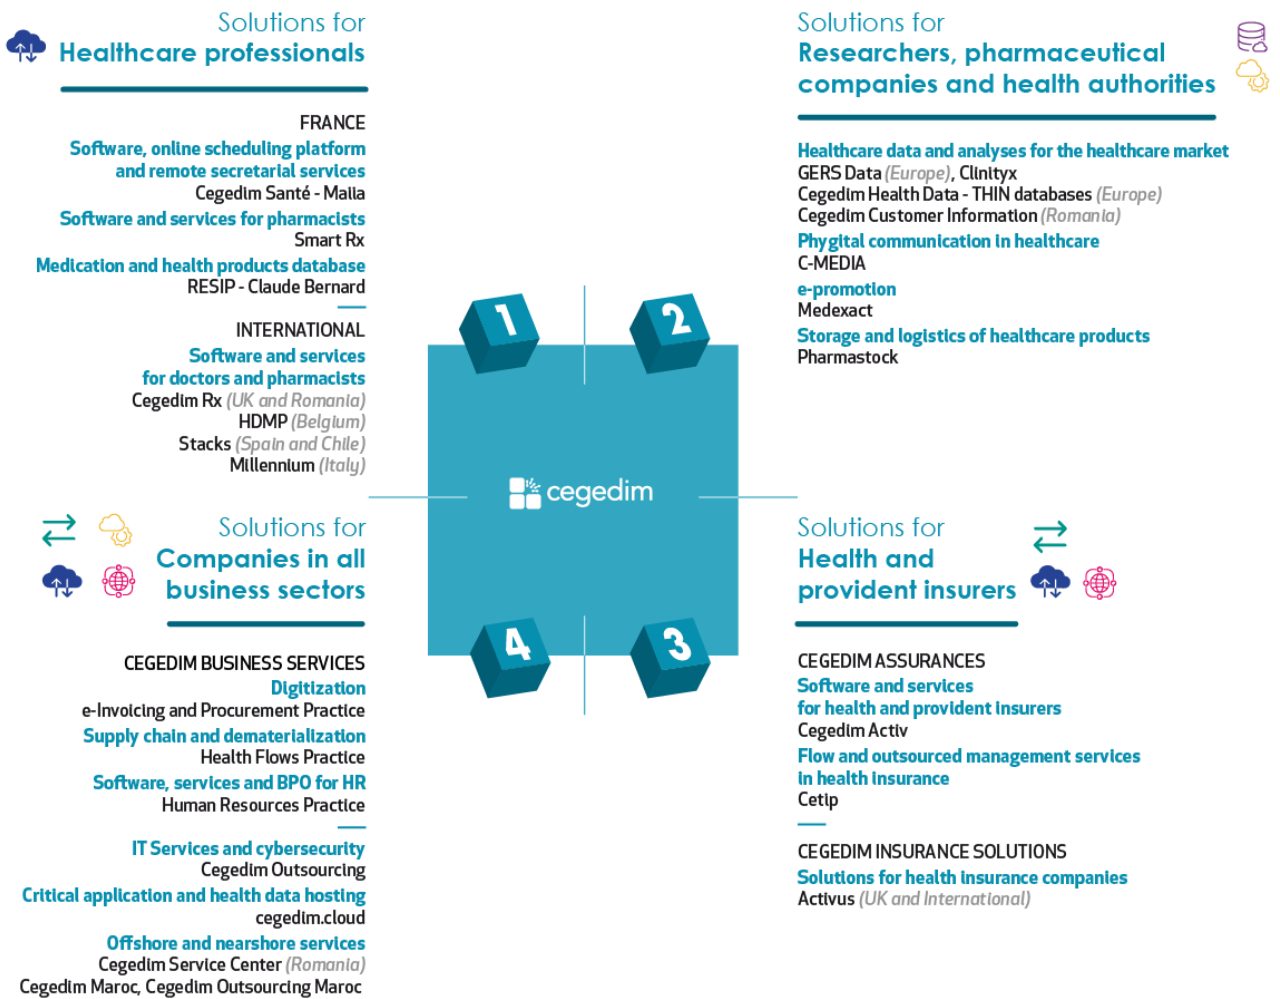 Solutions for
Healthcare professionals
FRANCE
Software, online scheduling platform
and remote secretarial services
Cegedim Santé - Maiia
Software and services for pharmacists
Smart Rx
Medication and health products database
RESIP - Claude Bernard
INTERNATIONAL
Software and services
for doctors and pharmacists
Cegedim Rx (UK and Romania)
HDMP (Belgium)
Stacks (Spain and Chile)
Millennium (Italy)
Solutions for
Researchers, pharmaceutical
companies and health authorities
Healthcare data and analyses for the healthcare market
GERS Data (Europe), Clinityx
Cegedim Health Data - THIN databases (Europe)
Cegedim Customer Information (Romania)
Phygital communication in healthcare
C-MEDIA
e-promotion
Medexact
Storage and logistics of healthcare products
Pharmastock
1
2
cegedim
4
3
Solutions for
Companies in all
business sectors
CEGEDIM BUSINESS SERVICES
Digitization
e-Invoicing and Procurement Practice
Supply chain and dematerialization
Health Flows Practice
Software, services and BPO for HR
Human Resources Practice
IT Services and cybersecurity
Cegedim Outsourcing
Critical application and health data hosting
cegedim.cloud
Offshore and nearshore services
Cegedim Service Center (Romania)
Cegedim Maroc, Cegedim Outsourcing Maroc
Solutions for
Health and
provident insurers
CEGEDIM ASSURANCES
Software and services
for health and provident insurers
Cegedim Activ
Flow and outsourced management services
in health insurance
Cetip
CEGEDIM INSURANCE SOLUTIONS
Solutions for health insurance companies
Activus (UK and International)